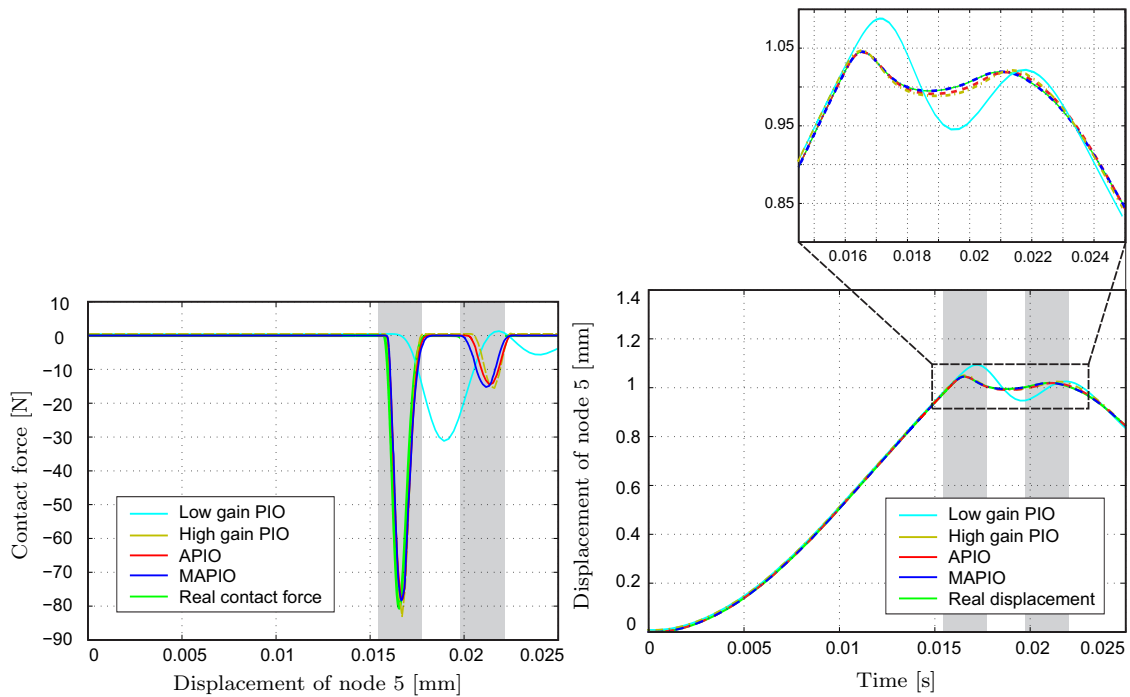 1.05
0.95
0.85
0.016
0.018
0.020
0.022
0.024
10
0
−10
−20
−30
−40
−50
−60
−70
−80
−90
Contact force [N]
Low gain PIO
High gain PIO
APIO
MAPIO
Real contact force
0
0.005
0.01
0.015
0.02
0.025
Displacement of node 5 [mm]
1.4
1.2
1
0.8
0.6
0.4
0.2
0
Displacement of node 5 [mm]
Low gain PIO
High gain PIO
APIO
MAPIO
Real displacement
0
0.005
0.01
0.015
0.02
0.025
Time [s]